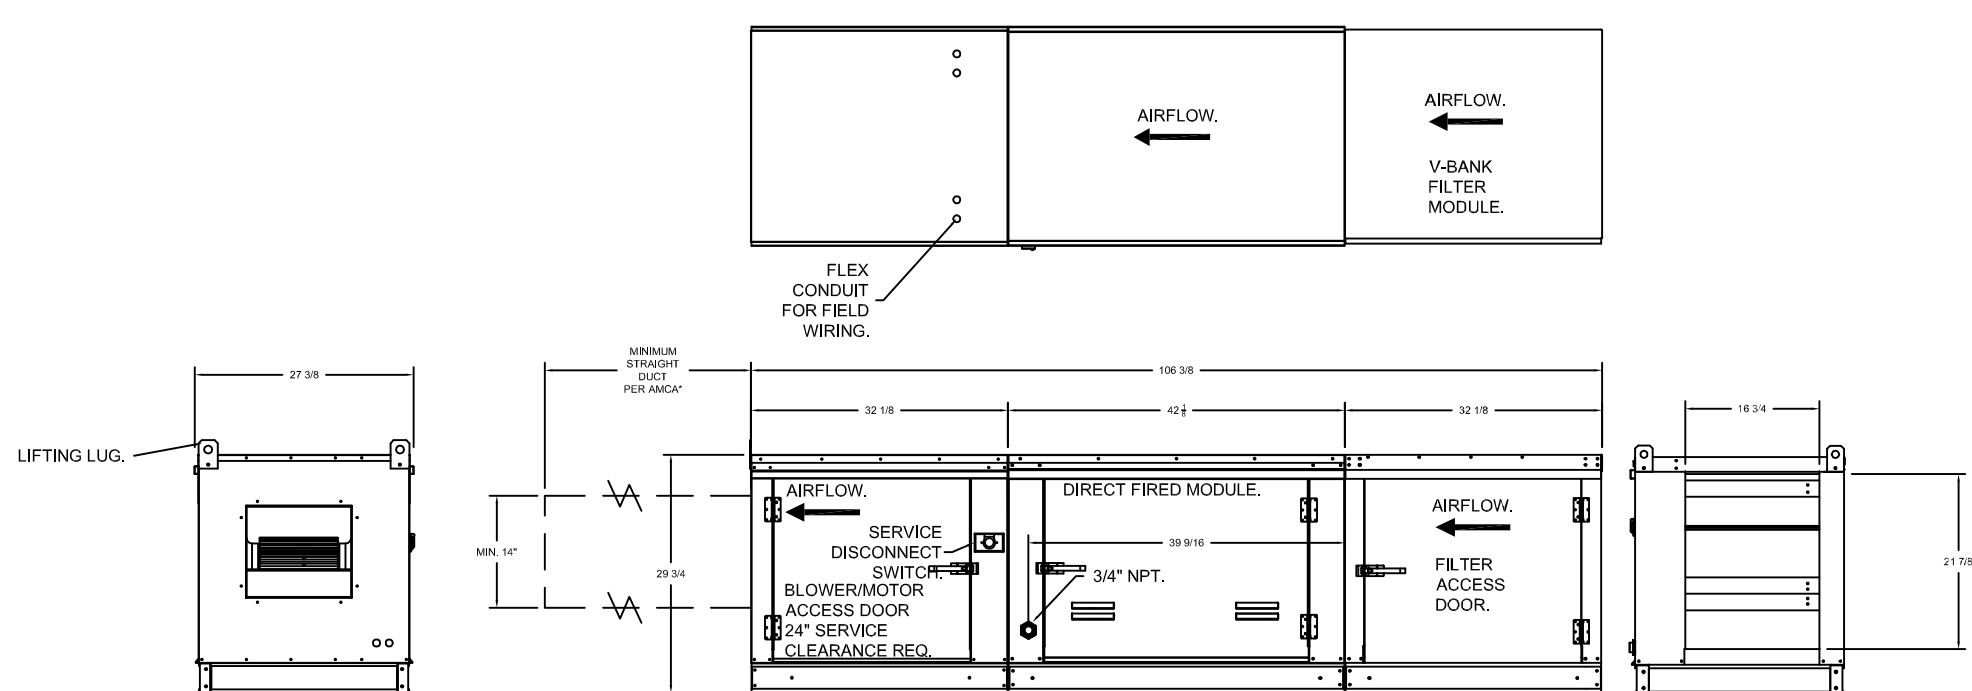 AIRFLOW.
AIRFLOW.
V-BANK
FILTER
MODULE.
FLEX
CONDUIT
FOR FIELD
WIRING.
27 3/8
LIFTING LUG.
MINIMUM
STRAIGHT
DUCT
PER AMCA*
106 3/8
32 1/8
42 1/8
32 1/8
MIN. 14"
29 3/4
AIRFLOW.
SERVICE
DISCONNECT
SWITCH.
BLOWER/MOTOR
ACCESS DOOR
24" SERVICE
CLEARANCE REQ.
DIRECT FIRED MODULE.
39 9/16
3/4" NPT.
AIRFLOW.
FILTER
ACCESS
DOOR.
16 3/4
21 7/8